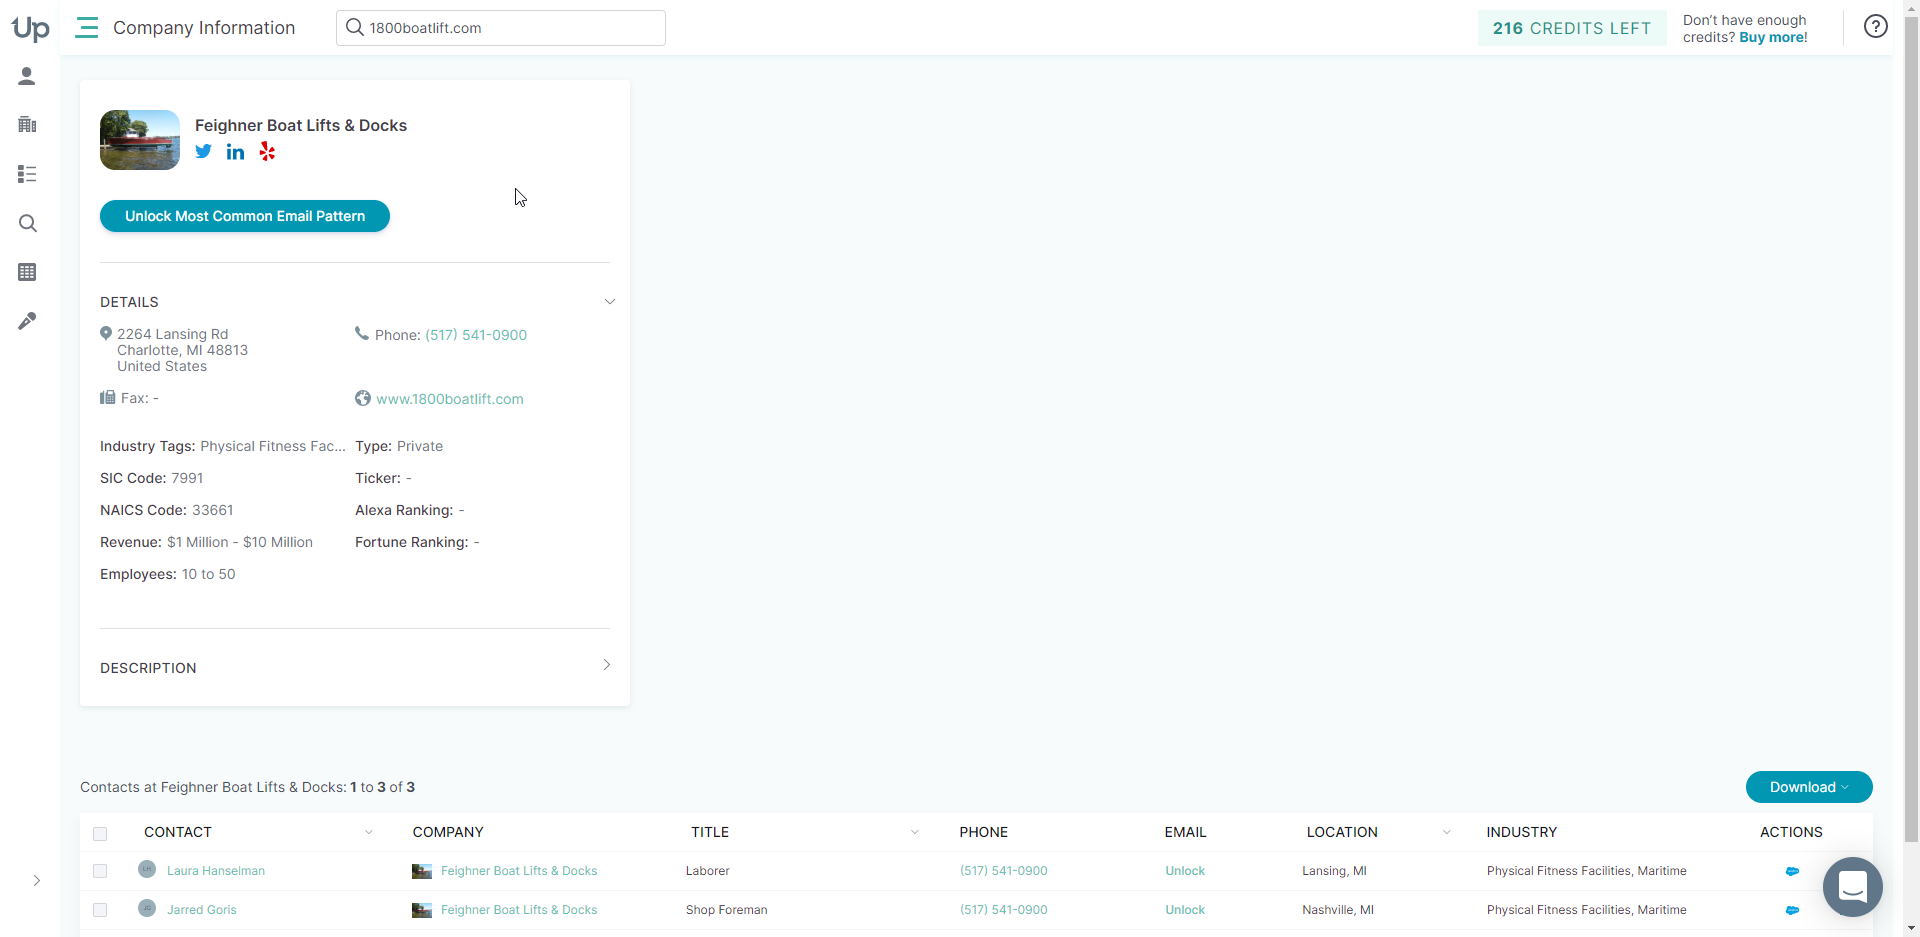 Up
Company Information
1800boatlift.com
216 CREDITS LEFT
Don't have enough
credits? Buy more!
Feighner Boat Lifts & Docks
Unlock Most Common Email Pattern
DETAILS
2264 Lansing Rd
Charlotte, MI 48813
United States
Phone: (517) 541-0900
Fax: -
www.1800boatlift.com
Industry Tags: Physical Fitness Fac... Type: Private
SIC Code: 7991 Ticker: -
NAICS Code: 33661 Alexa Ranking: -
Revenue: $1 Million - $10 Million Fortune Ranking: -
Employees: 10 to 50
DESCRIPTION
Contacts at Feighner Boat Lifts & Docks: 1 to 3 of 3
Download
CONTACT COMPANY TITLE PHONE EMAIL LOCATION INDUSTRY ACTIONS
LH Laura Hanselman Feighner Boat Lifts & Docks Laborer (517) 541-0900 Unlock Lansing, MI Physical Fitness Facilities, Maritime
JG Jarred Goris Feighner Boat Lifts & Docks Shop Foreman (517) 541-0900 Unlock Nashville, MI Physical Fitness Facilities, Maritime